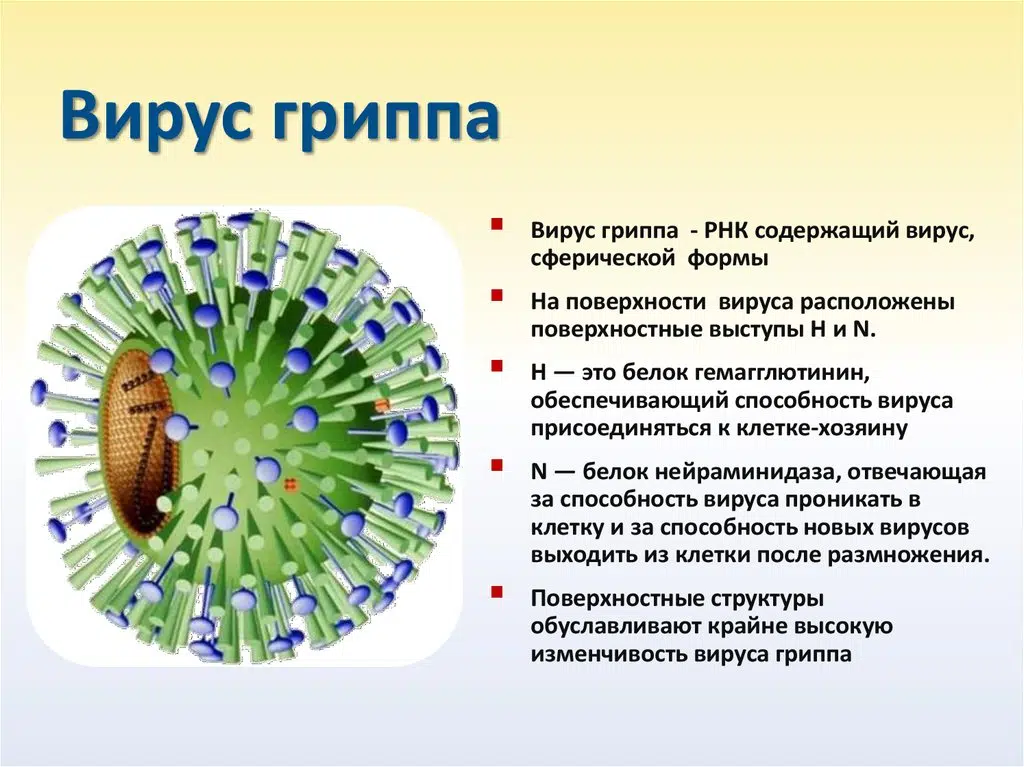 Вирус гриппа
Вирус гриппа - РНК содержащий вирус,
сферической формы
На поверхности вируса расположены
поверхностные выступы H и N.
H — это белок гемагглютинин,
обеспечивающий способность вируса
присоединяться к клетке-хозяину
N — белок нейраминидаза, отвечающая
за способность вируса проникать в
клетку и за способность новых вирусов
выходить из клетки после размножения.
Поверхностные структуры
обуславливают крайне высокую
изменчивость вируса гриппа